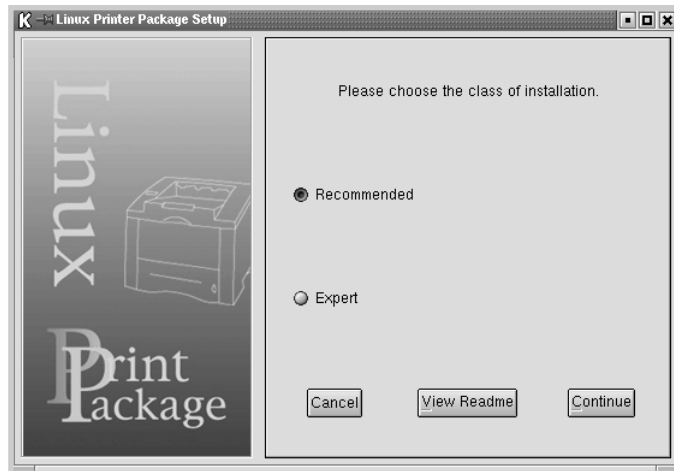 Linux Printer Package Setup
Linux
Print
Package
Please choose the class of installation.
Recommended
Expert
Cancel
View Readme
Continue